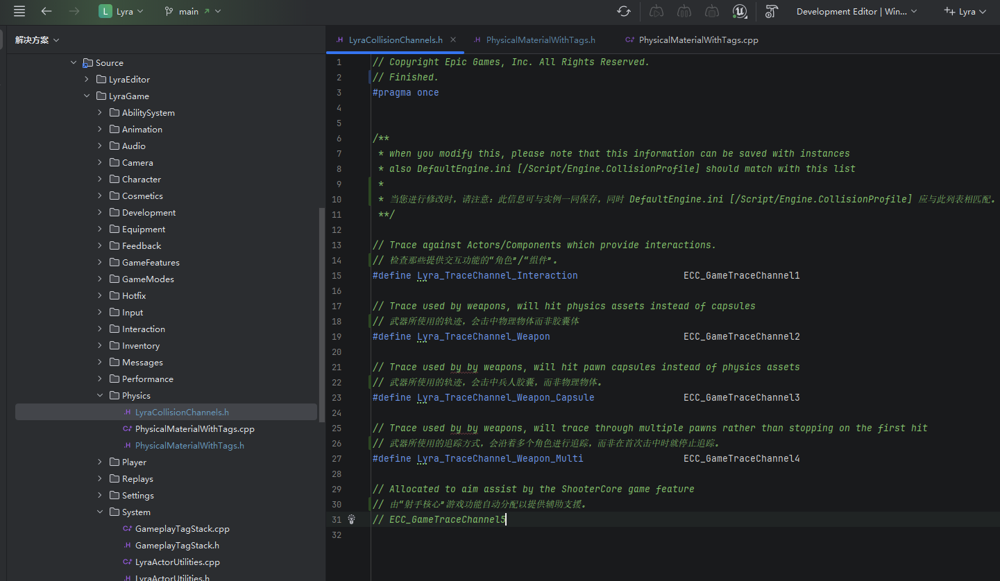 L Lyra main Development Editor | Win... Lyra
解决方案
Source
LyraEditor
LyraGame
AbilitySystem
Animation
Audio
Camera
Character
Cosmetics
Development
Equipment
Feedback
GameFeatures
GameModes
Hotfix
Input
Interaction
Inventory
Messages
Performance
Physics
.H LyraCollisionChannels.h
C++ PhysicalMaterialWithTags.cpp
.H PhysicalMaterialWithTags.h
Player
Replays
Settings
System
C++ GameplayTagStack.cpp
.H GameplayTagStack.h
C++ LyraActorUtilities.cpp
.H LyraActorUtilities.h
.H LyraCollisionChannels.h .H PhysicalMaterialWithTags.h C++ PhysicalMaterialWithTags.cpp
1 // Copyright Epic Games, Inc. All Rights Reserved.
2 // Finished.
3 #pragma once
4
5
6 /**
7 * when you modify this, please note that this information can be saved with instances
8 * also DefaultEngine.ini [/Script/Engine.CollisionProfile] should match with this list
9 *
10 * 当您进行修改时，请注意：此信息可与实例一同保存，同时 DefaultEngine.ini [/Script/Engine.CollisionProfile] 应与此列表相匹配。
11 **/
12
13 // Trace against Actors/Components which provide interactions.
14 // 检查那些提供交互功能的“角色”/“组件”。
15 #define Lyra_TraceChannel_Interaction ECC_GameTraceChannel1
16
17 // Trace used by weapons, will hit physics assets instead of capsules
18 // 武器所使用的轨迹，会击中物理物体而非胶囊体
19 #define Lyra_TraceChannel_Weapon ECC_GameTraceChannel2
20
21 // Trace used by by weapons, will hit pawn capsules instead of physics assets
22 // 武器所使用的轨迹，会击中兵人胶囊，而非物理物体。
23 #define Lyra_TraceChannel_Weapon_Capsule ECC_GameTraceChannel3
24
25 // Trace used by by weapons, will trace through multiple pawns rather than stopping on the first hit
26 // 武器所使用的追踪方式，会沿着多个角色进行追踪，而非在首次击中时就停止追踪。
27 #define Lyra_TraceChannel_Weapon_Multi ECC_GameTraceChannel4
28
29 // Allocated to aim assist by the ShooterCore game feature
30 // 由“射手核心”游戏功能自动分配以提供辅助支援。
31 // ECC_GameTraceChannel5
32